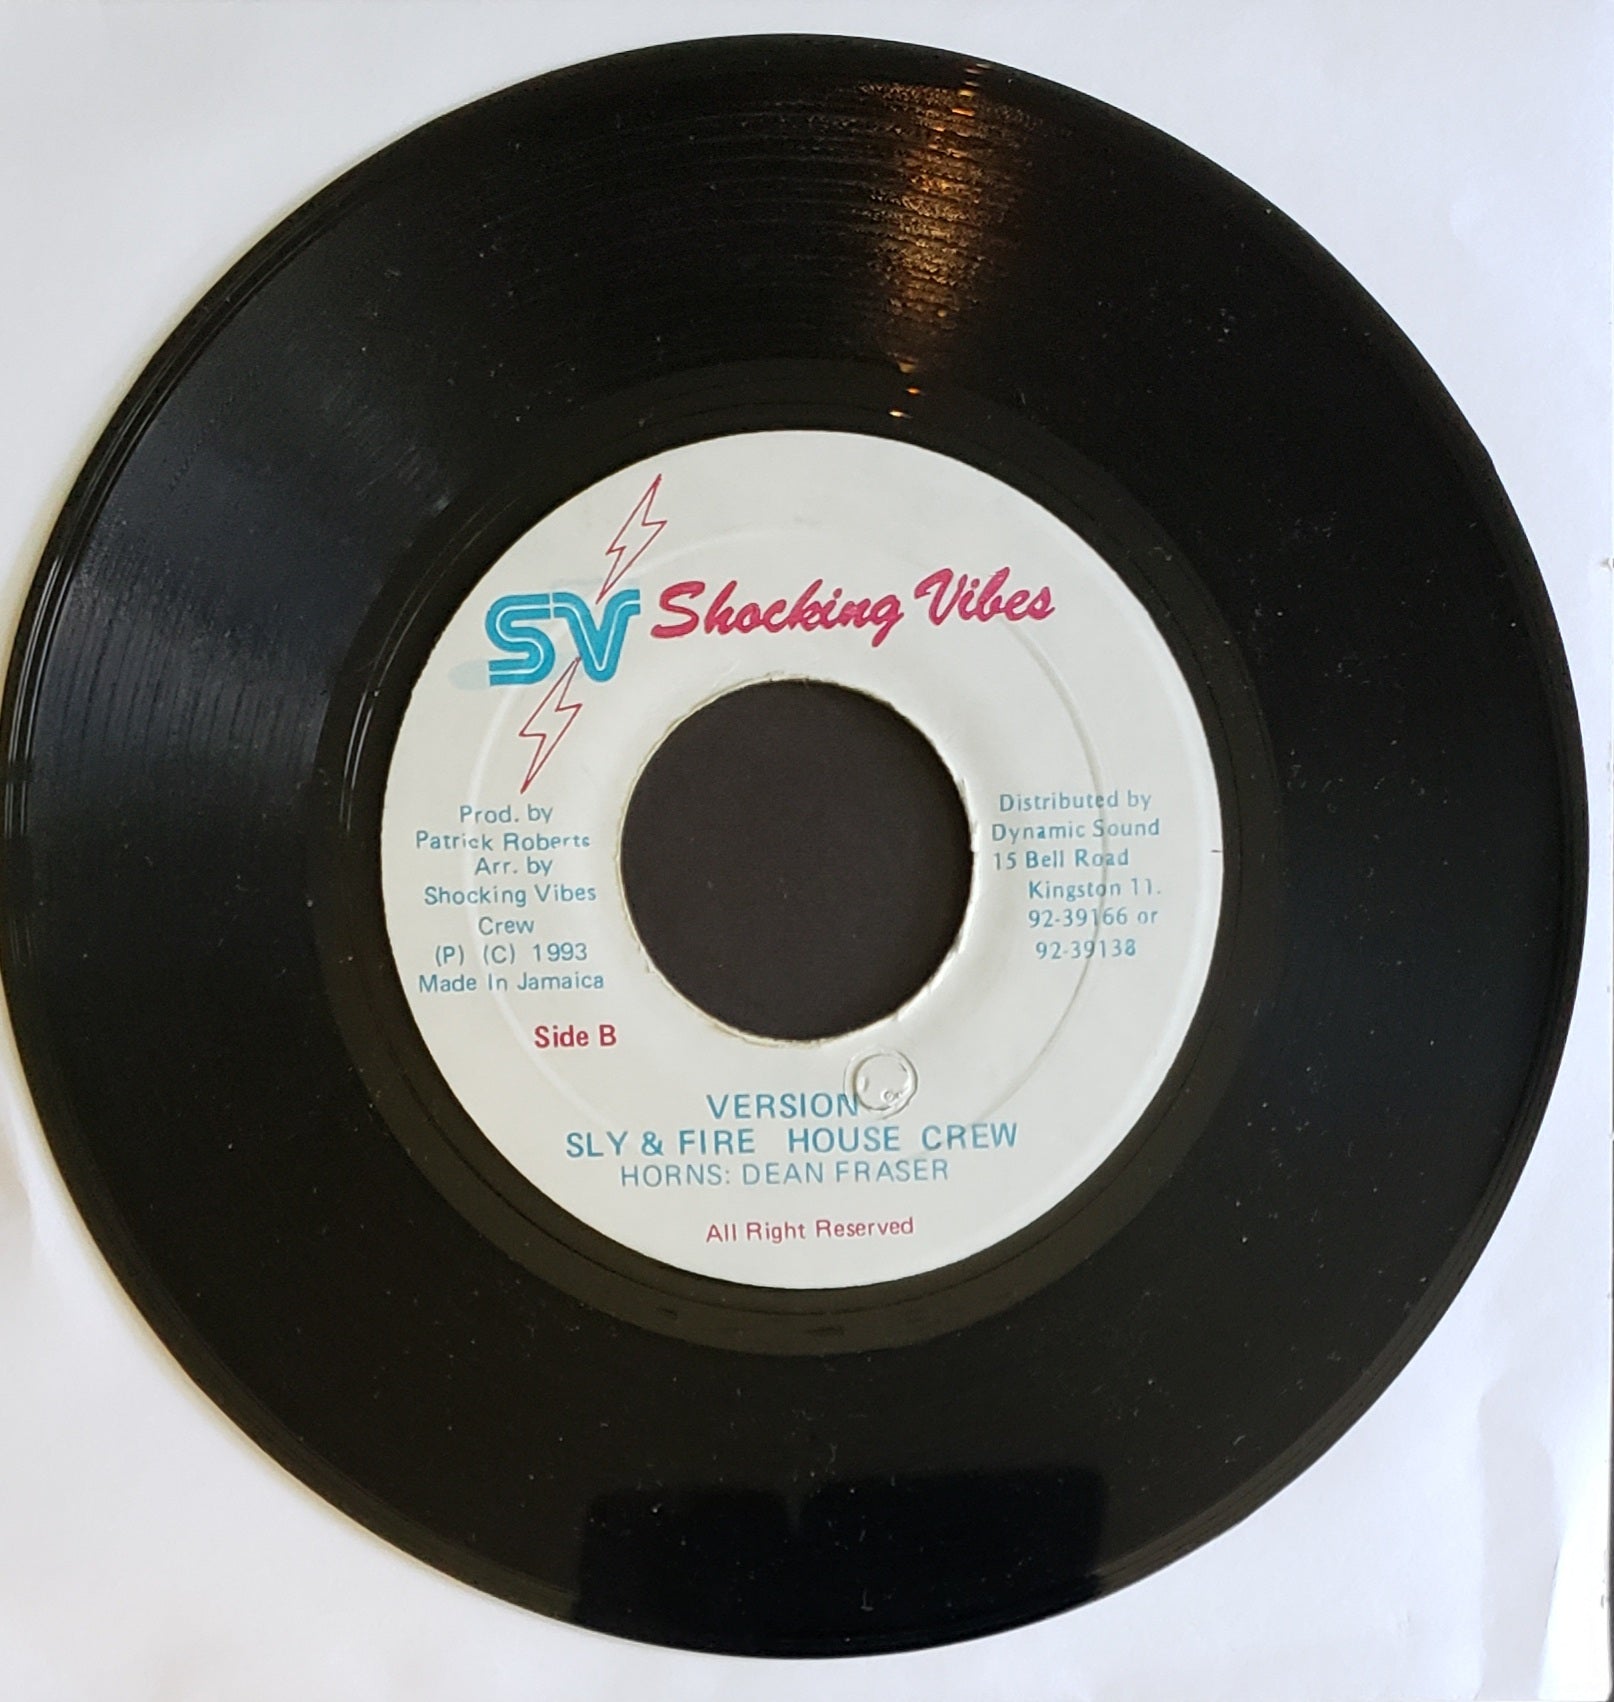 SV Shocking Vibes
Prod. by
Patrick Roberts
Arr. by
Shocking Vibes
Crew
(P) (C) 1993
Made In Jamaica
Side B
Distributed by
Dynamic Sound
15 Bell Road
Kingston 11.
92-39166 or
92-39138
VERSION
SLY & FIRE HOUSE CREW
HORNS: DEAN FRASER
All Right Reserved